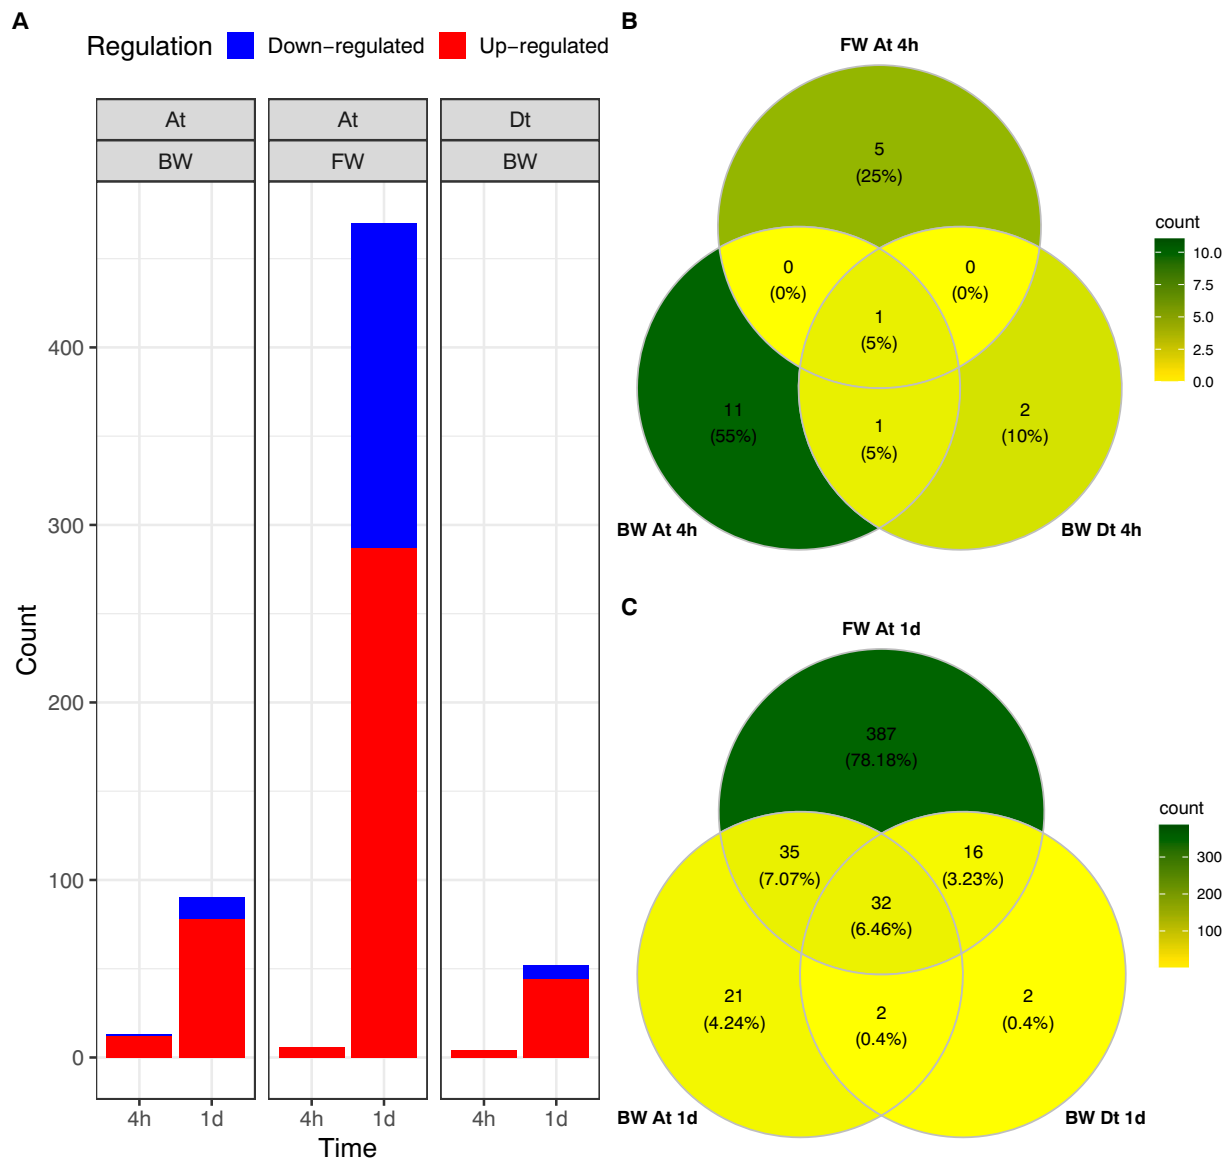 A
Regulation Down−regulated Up−regulated
At At Dt
BW FW BW
400
300
200
100
0
Count
4h 1d 4h 1d 4h 1d
Time
B
FW At 4h
5
(25%)
0
(0%)
0
(0%)
1
(5%)
11
(55%)
1
(5%)
2
(10%)
BW At 4h
BW Dt 4h
count
10.0
7.5
5.0
2.5
0.0
C
FW At 1d
387
(78.18%)
35
(7.07%)
16
(3.23%)
32
(6.46%)
21
(4.24%)
2
(0.4%)
2
(0.4%)
BW At 1d
BW Dt 1d
count
300
200
100